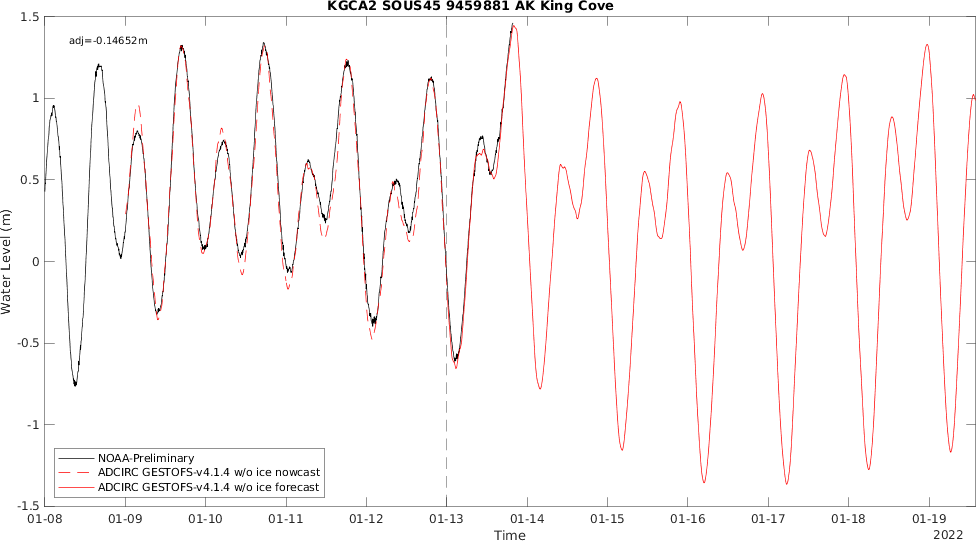 KGCA2 SOUS45 9459881 AK King Cove
adj=-0.14652m
1.5
1
0.5
0
-0.5
-1
-1.5
Water Level (m)
NOAA-Preliminary
ADCIRC GESTOFS-v4.1.4 w/o ice nowcast
ADCIRC GESTOFS-v4.1.4 w/o ice forecast
01-08 01-09 01-10 01-11 01-12 01-13 01-14 01-15 01-16 01-17 01-18 01-19
Time
2022